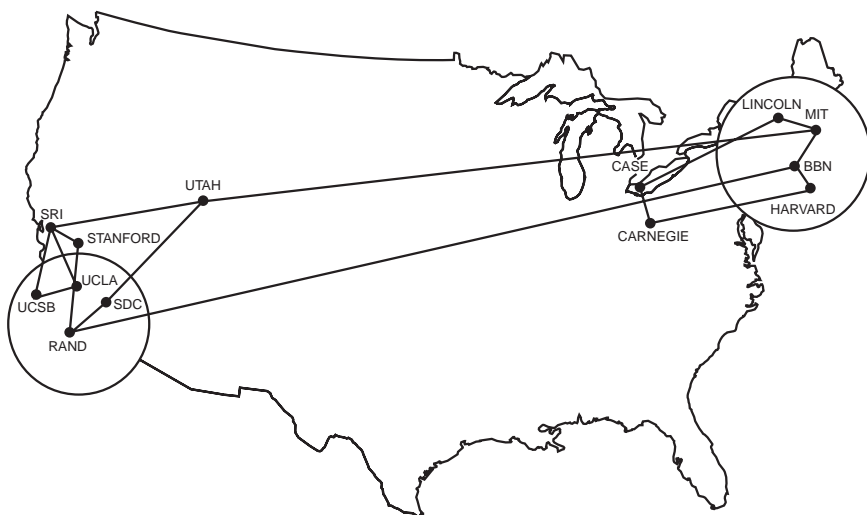 LINCOLN
MIT
CASE
BBN
UTAH
HARVARD
SRI
STANFORD
CARNEGIE
UCLA
UCSB
SDC
RAND